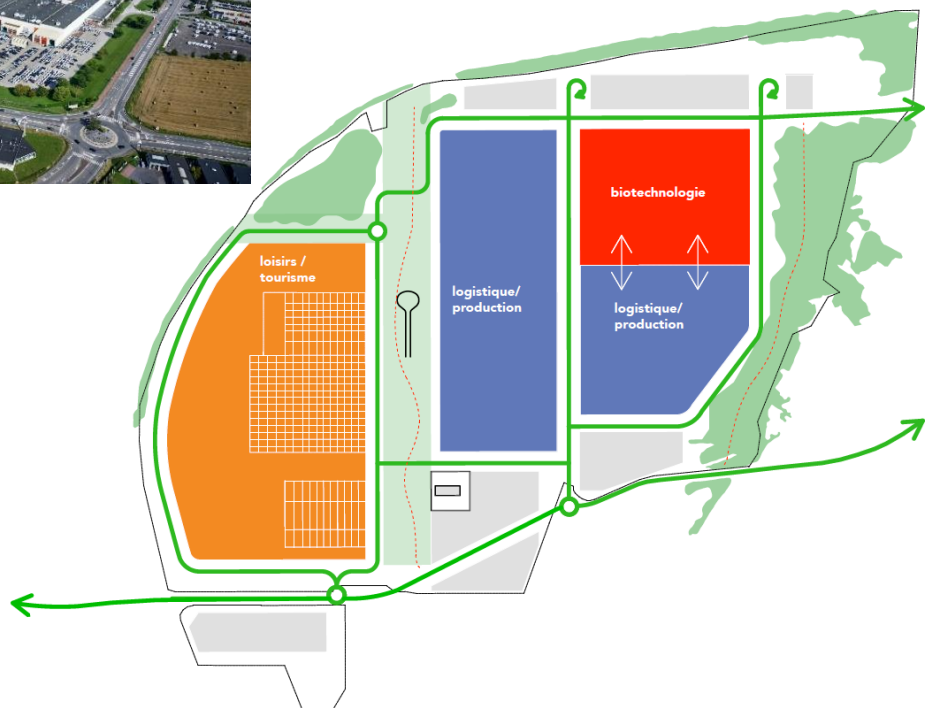 biotechnologie
loisirs /
tourisme
logistique/
production
logistique/
production